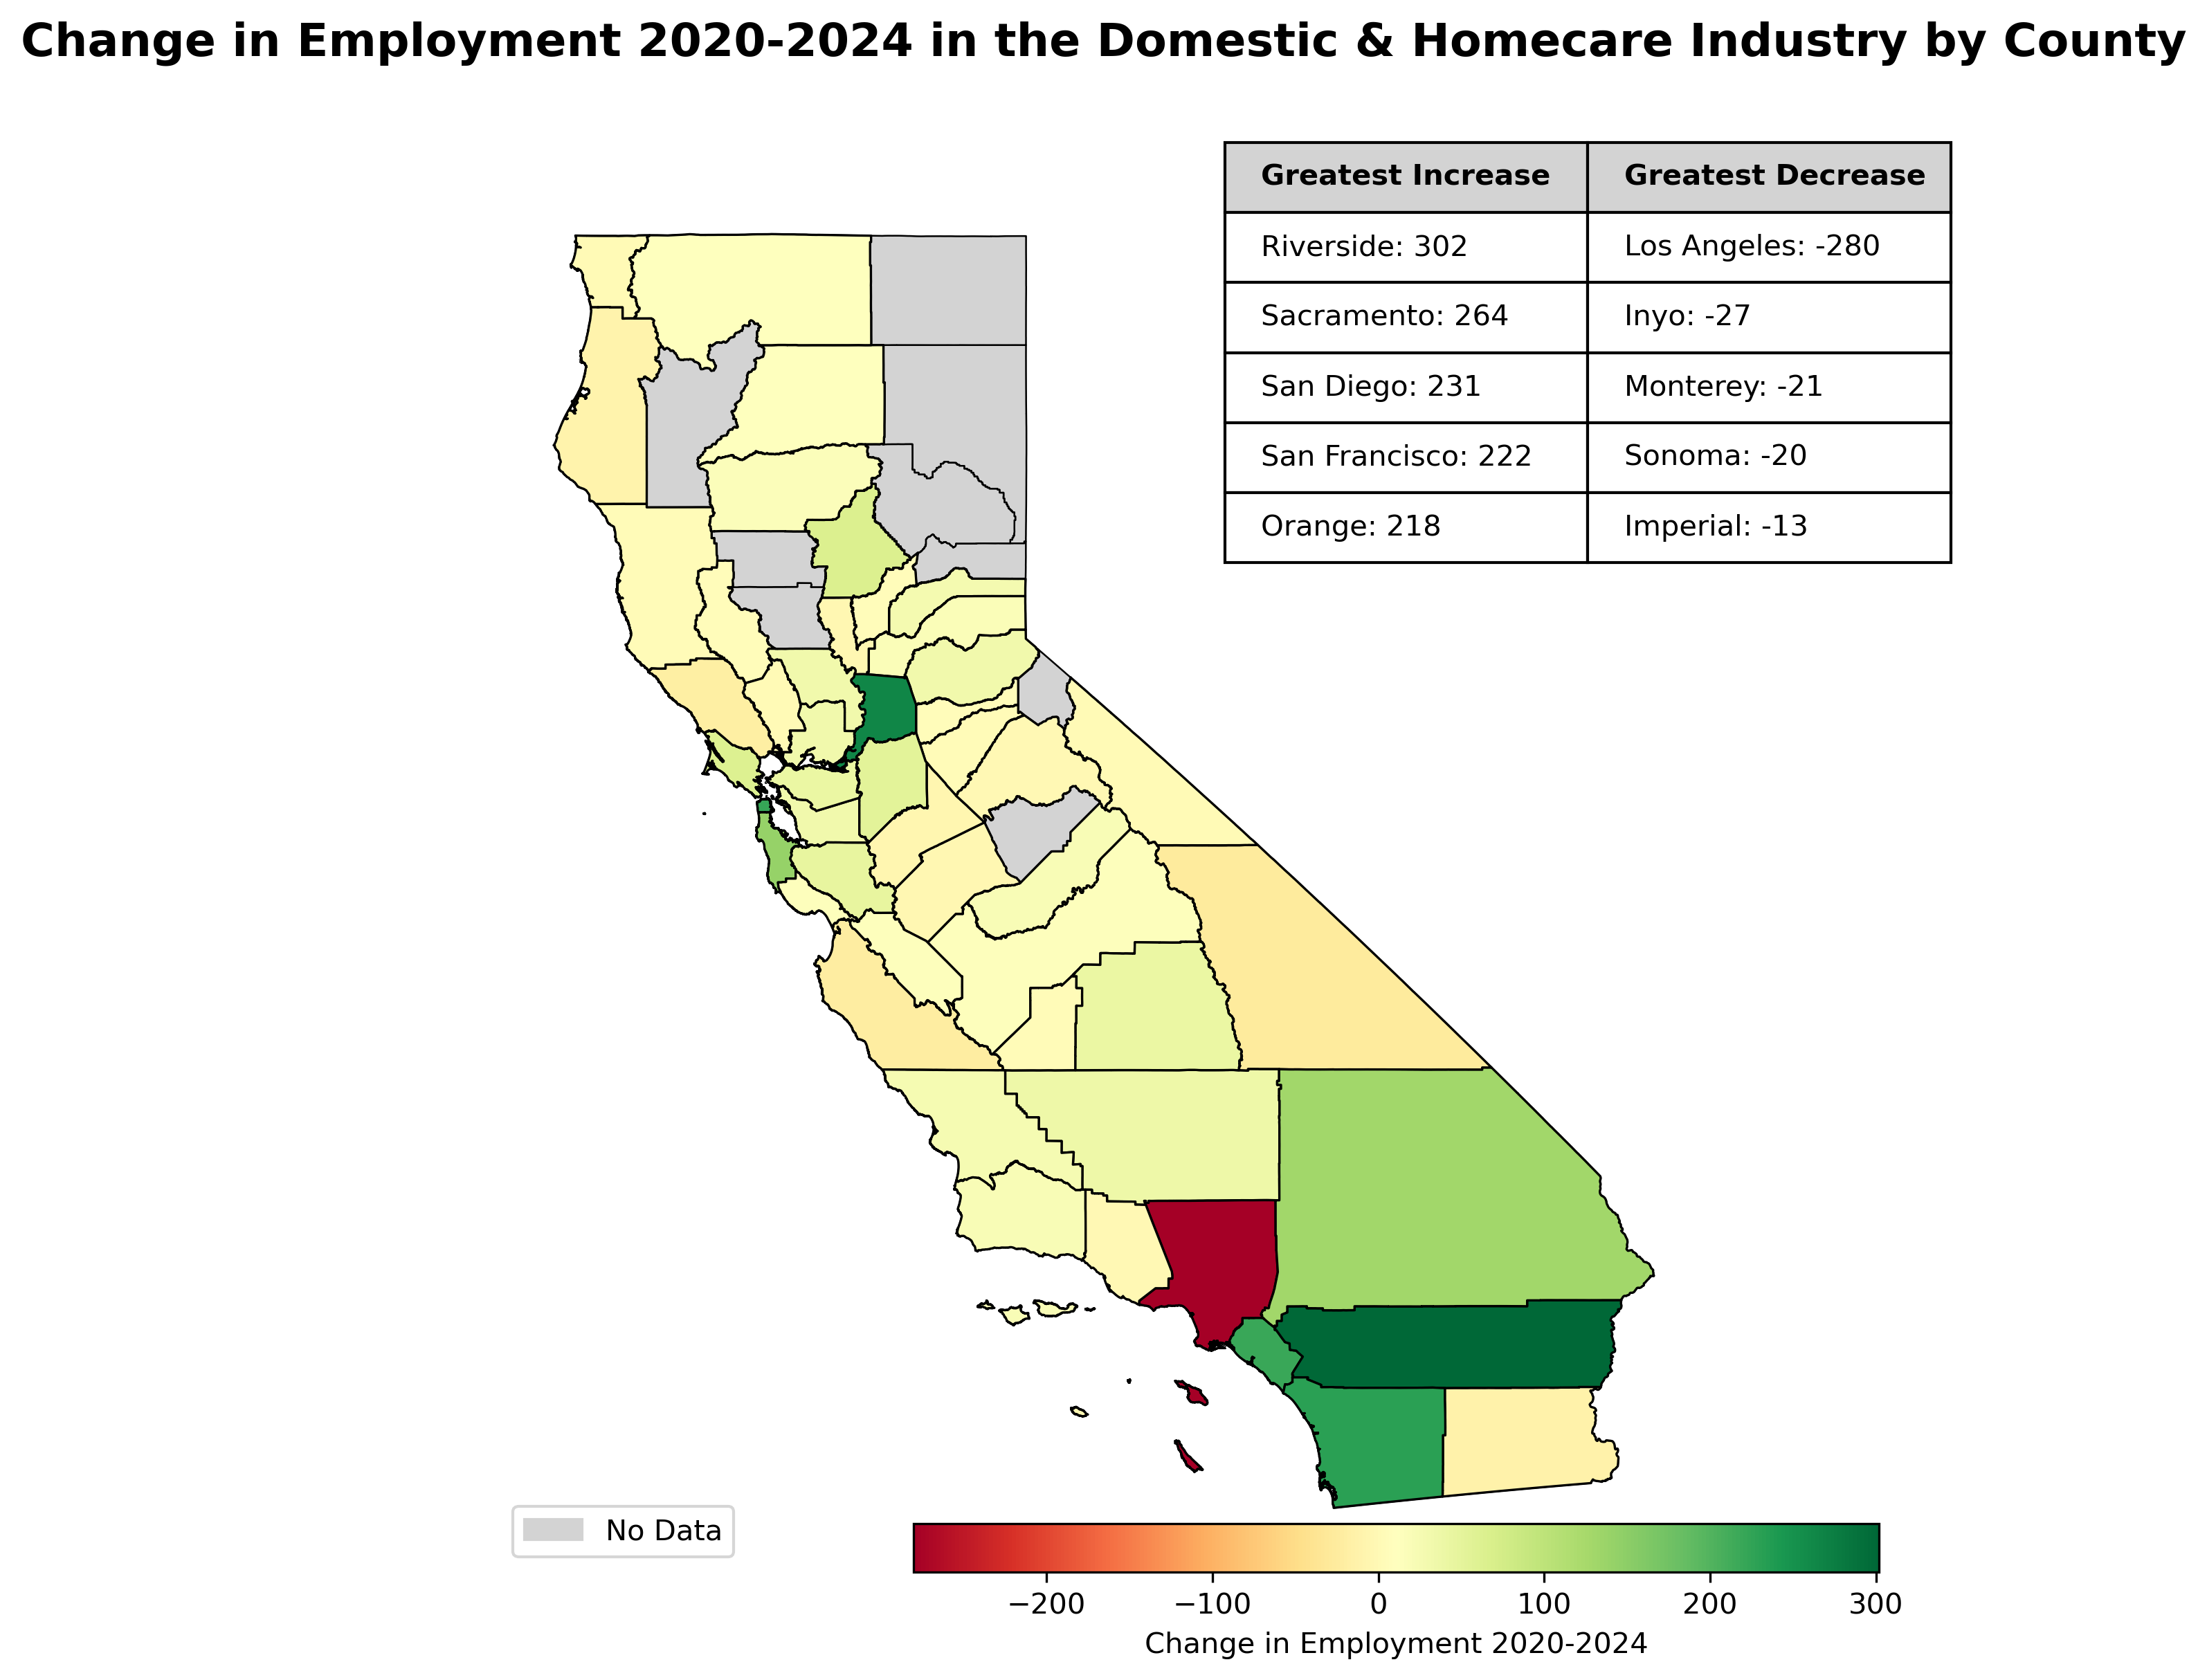 Change in Employment 2020-2024 in the Domestic & Homecare Industry by County
Greatest Increase Greatest Decrease
Riverside: 302 Los Angeles: -280
Sacramento: 264 Inyo: -27
San Diego: 231 Monterey: -21
San Francisco: 222 Sonoma: -20
Orange: 218 Imperial: -13
No Data
−200 −100 0 100 200 300
Change in Employment 2020-2024